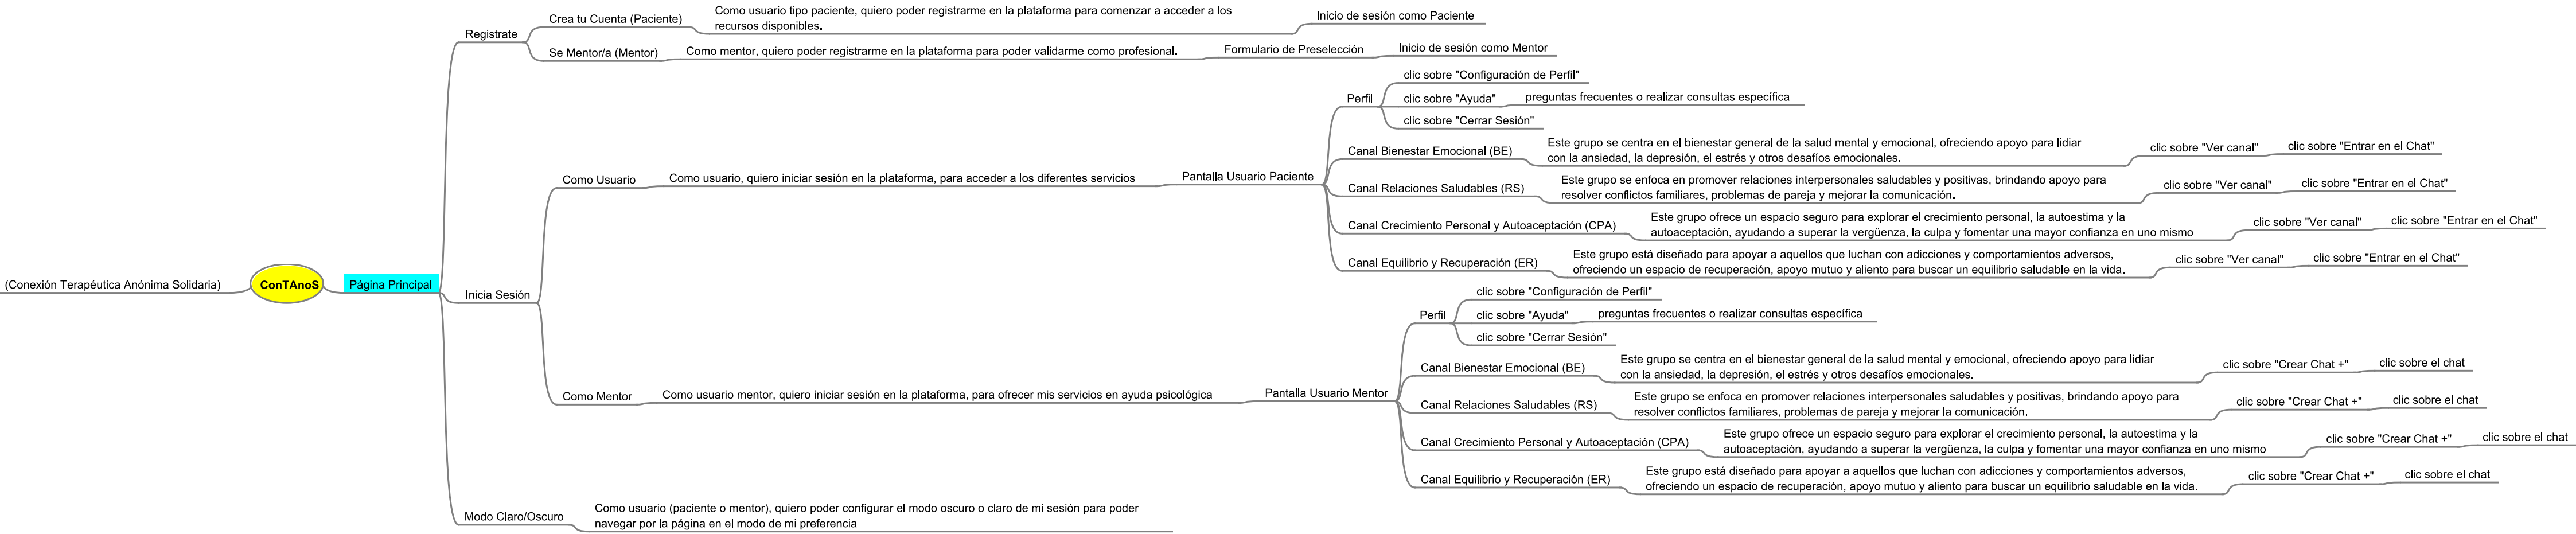 (Conexión Terapéutica Anónima Solidaria)
ConTAnoS
Página Principal
Registrate
Crea tu Cuenta (Paciente)
Como usuario tipo paciente, quiero poder registrarme en la plataforma para comenzar a acceder a los
recursos disponibles.
Inicio de sesión como Paciente
Se Mentor/a (Mentor)
Como mentor, quiero poder registrarme en la plataforma para poder validarme como profesional.
Formulario de Preselección
Inicio de sesión como Mentor
Inicia Sesión
Como Usuario
Como usuario, quiero iniciar sesión en la plataforma, para acceder a los diferentes servicios
Pantalla Usuario Paciente
Perfil
clic sobre "Configuración de Perfil"
clic sobre "Ayuda"
preguntas frecuentes o realizar consultas específica
clic sobre "Cerrar Sesión"
Canal Bienestar Emocional (BE)
Este grupo se centra en el bienestar general de la salud mental y emocional, ofreciendo apoyo para lidiar
con la ansiedad, la depresión, el estrés y otros desafíos emocionales.
clic sobre "Ver canal"
clic sobre "Entrar en el Chat"
Canal Relaciones Saludables (RS)
Este grupo se enfoca en promover relaciones interpersonales saludables y positivas, brindando apoyo para
resolver conflictos familiares, problemas de pareja y mejorar la comunicación.
clic sobre "Ver canal"
clic sobre "Entrar en el Chat"
Canal Crecimiento Personal y Autoaceptación (CPA)
Este grupo ofrece un espacio seguro para explorar el crecimiento personal, la autoestima y la
autoaceptación, ayudando a superar la vergüenza, la culpa y fomentar una mayor confianza en uno mismo
clic sobre "Ver canal"
clic sobre "Entrar en el Chat"
Canal Equilibrio y Recuperación (ER)
Este grupo está diseñado para apoyar a aquellos que luchan con adicciones y comportamientos adversos,
ofreciendo un espacio de recuperación, apoyo mutuo y aliento para buscar un equilibrio saludable en la vida.
clic sobre "Ver canal"
clic sobre "Entrar en el Chat"
Como Mentor
Como usuario mentor, quiero iniciar sesión en la plataforma, para ofrecer mis servicios en ayuda psicológica
Pantalla Usuario Mentor
Perfil
clic sobre "Configuración de Perfil"
clic sobre "Ayuda"
preguntas frecuentes o realizar consultas específica
clic sobre "Cerrar Sesión"
Canal Bienestar Emocional (BE)
Este grupo se centra en el bienestar general de la salud mental y emocional, ofreciendo apoyo para lidiar
con la ansiedad, la depresión, el estrés y otros desafíos emocionales.
clic sobre "Crear Chat +"
clic sobre el chat
Canal Relaciones Saludables (RS)
Este grupo se enfoca en promover relaciones interpersonales saludables y positivas, brindando apoyo para
resolver conflictos familiares, problemas de pareja y mejorar la comunicación.
clic sobre "Crear Chat +"
clic sobre el chat
Canal Crecimiento Personal y Autoaceptación (CPA)
Este grupo ofrece un espacio seguro para explorar el crecimiento personal, la autoestima y la
autoaceptación, ayudando a superar la vergüenza, la culpa y fomentar una mayor confianza en uno mismo
clic sobre "Crear Chat +"
clic sobre el chat
Canal Equilibrio y Recuperación (ER)
Este grupo está diseñado para apoyar a aquellos que luchan con adicciones y comportamientos adversos,
ofreciendo un espacio de recuperación, apoyo mutuo y aliento para buscar un equilibrio saludable en la vida.
clic sobre "Crear Chat +"
clic sobre el chat
Modo Claro/Oscuro
Como usuario (paciente o mentor), quiero poder configurar el modo oscuro o claro de mi sesión para poder
navegar por la página en el modo de mi preferencia